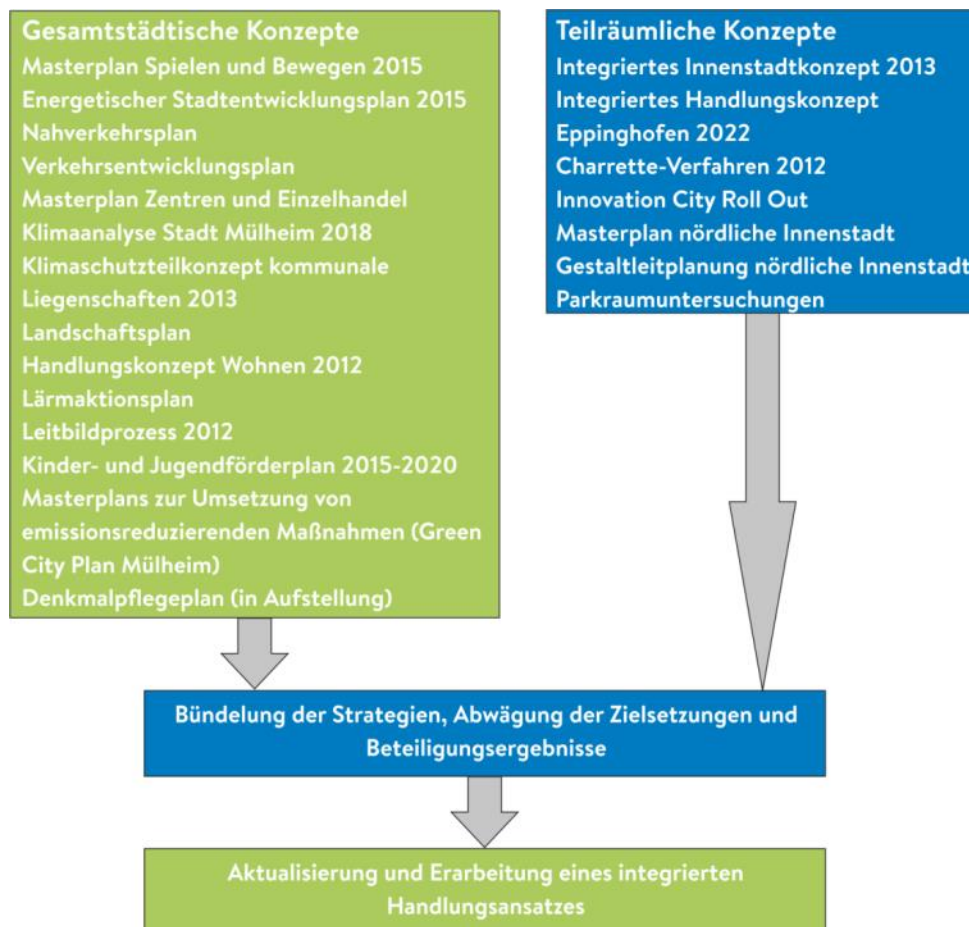 Gesamtstädtische Konzepte
Masterplan Spielen und Bewegen 2015
Energetischer Stadtentwicklungsplan 2015
Nahverkehrsplan
Verkehrsentwicklungsplan
Masterplan Zentren und Einzelhandel
Klimaanalyse Stadt Mülheim 2018
Klimaschutzteilkonzept kommunale
Liegenschaften 2013
Landschaftsplan
Handlungskonzept Wohnen 2012
Lärmaktionsplan
Leitbildprozess 2012
Kinder- und Jugendförderplan 2015-2020
Masterplans zur Umsetzung von
emissionsreduzierenden Maßnahmen (Green
City Plan Mülheim)
Denkmalpflegeplan (in Aufstellung)
Teilräumliche Konzepte
Integriertes Innenstadtkonzept 2013
Integriertes Handlungskonzept
Eppinghofen 2022
Charrette-Verfahren 2012
Innovation City Roll Out
Masterplan nördliche Innenstadt
Gestaltleitplanung nördliche Innenstadt
Parkraumuntersuchungen
Bündelung der Strategien, Abwägung der Zielsetzungen und
Beteiligungsergebnisse
Aktualisierung und Erarbeitung eines integrierten
Handlungsansatzes